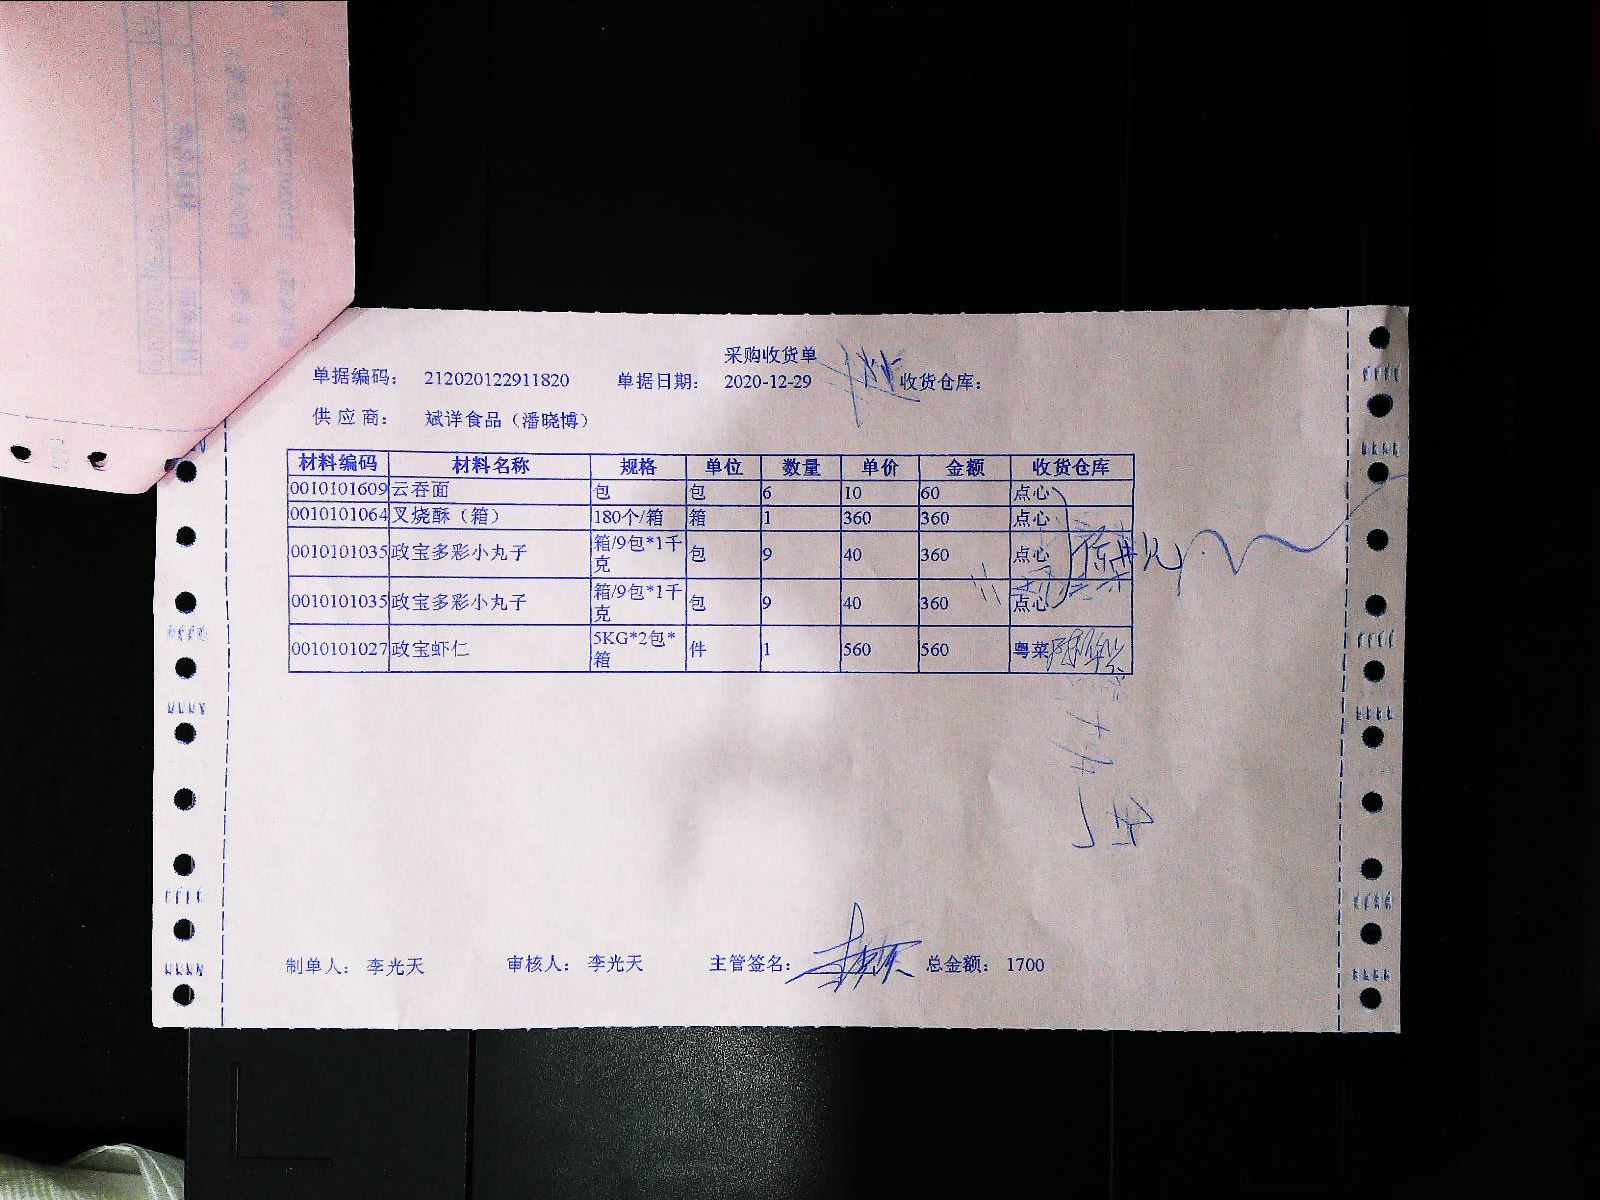 采购收货单
单据编码： 212020122911820 单据日期： 2020-12-29 收货仓库：
供 应 商： 斌详食品（潘晓博）
材料编码 材料名称 规格 单位 数量 单价 金额 收货仓库
0010101609 云吞面 包 包 6 10 60 点心
0010101064 叉烧酥（箱） 180个/箱 箱 1 360 360 点心
0010101035 政宝多彩小丸子 箱/9包*1千克 包 9 40 360 点心
0010101035 政宝多彩小丸子 箱/9包*1千克 包 9 40 360 点心
0010101027 政宝虾仁 5KG*2包*箱 件 1 560 560 粤菜
制单人： 李光天 审核人： 李光天 主管签名： 总金额： 1700